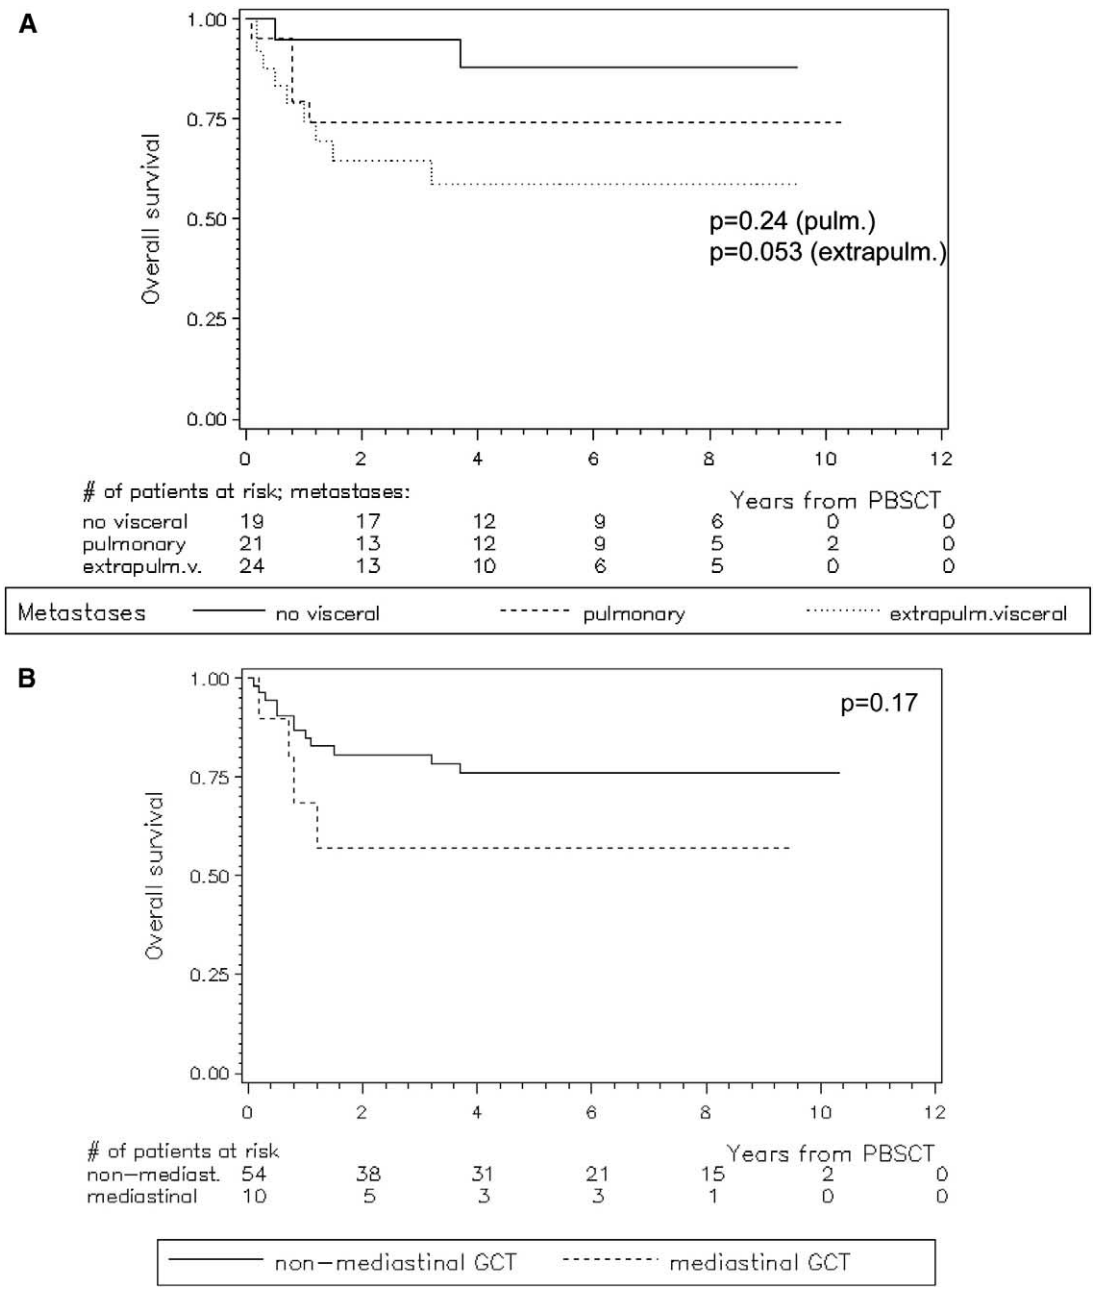 A
1.00
0.75
0.50
0.25
0.00
Overall survival
p=0.24 (pulm.)
p=0.053 (extrapulm.)
0 2 4 6 8 10 12
# of patients at risk; metastases:
Years from PBSCT
no visceral 19 17 12 9 6 0 0
pulmonary 21 13 12 9 5 2 0
extrapulm.v. 24 13 10 6 5 0 0
Metastases no visceral pulmonary extrapulm.visceral
B
1.00
0.75
0.50
0.25
0.00
Overall survival
p=0.17
0 2 4 6 8 10 12
# of patients at risk
Years from PBSCT
non-mediast. 54 38 31 21 15 2 0
mediastinal 10 5 3 3 1 0 0
non-mediastinal GCT mediastinal GCT